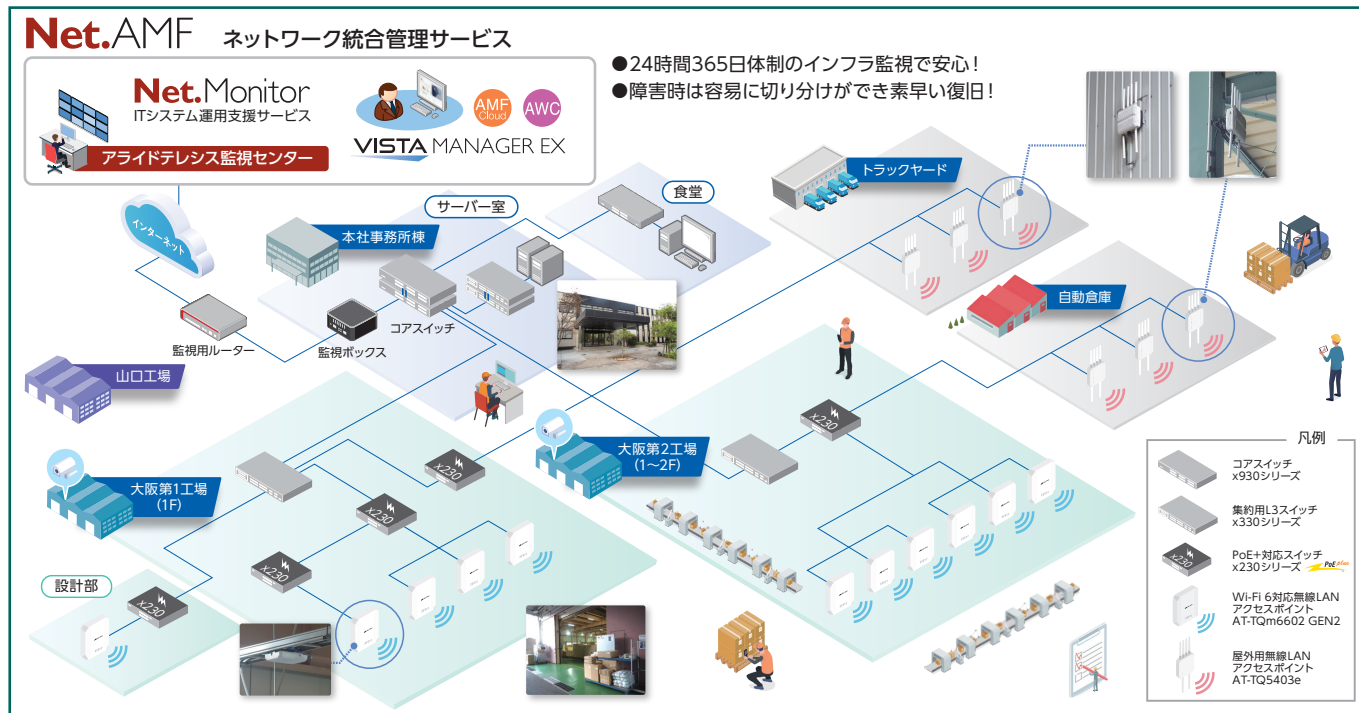 Net.AMF ネットワーク統合管理サービス
Net.Monitor
ITシステム運用支援サービス
アライドテレシス監視センター
AMF
Cloud
AWC
VISTA MANAGER EX
●24時間365日体制のインフラ監視で安心!
●障害時は容易に切り分けができ素早い復旧!
トラックヤード
食堂
サーバー室
本社事務所棟
インターネット
自動倉庫
コアスイッチ
監視用ルーター
監視ボックス
山口工場
大阪第1工場
(1F)
大阪第2工場
(1〜2F)
x230
x230
x230
x230
x230
設計部
凡例
コアスイッチ
x930シリーズ
集約用L3スイッチ
x330シリーズ
x230
PoE+対応スイッチ
x230シリーズ PoE plus
Wi-Fi 6対応無線LAN
アクセスポイント
AT-TQm6602 GEN2
屋外用無線LAN
アクセスポイント
AT-TQ5403e